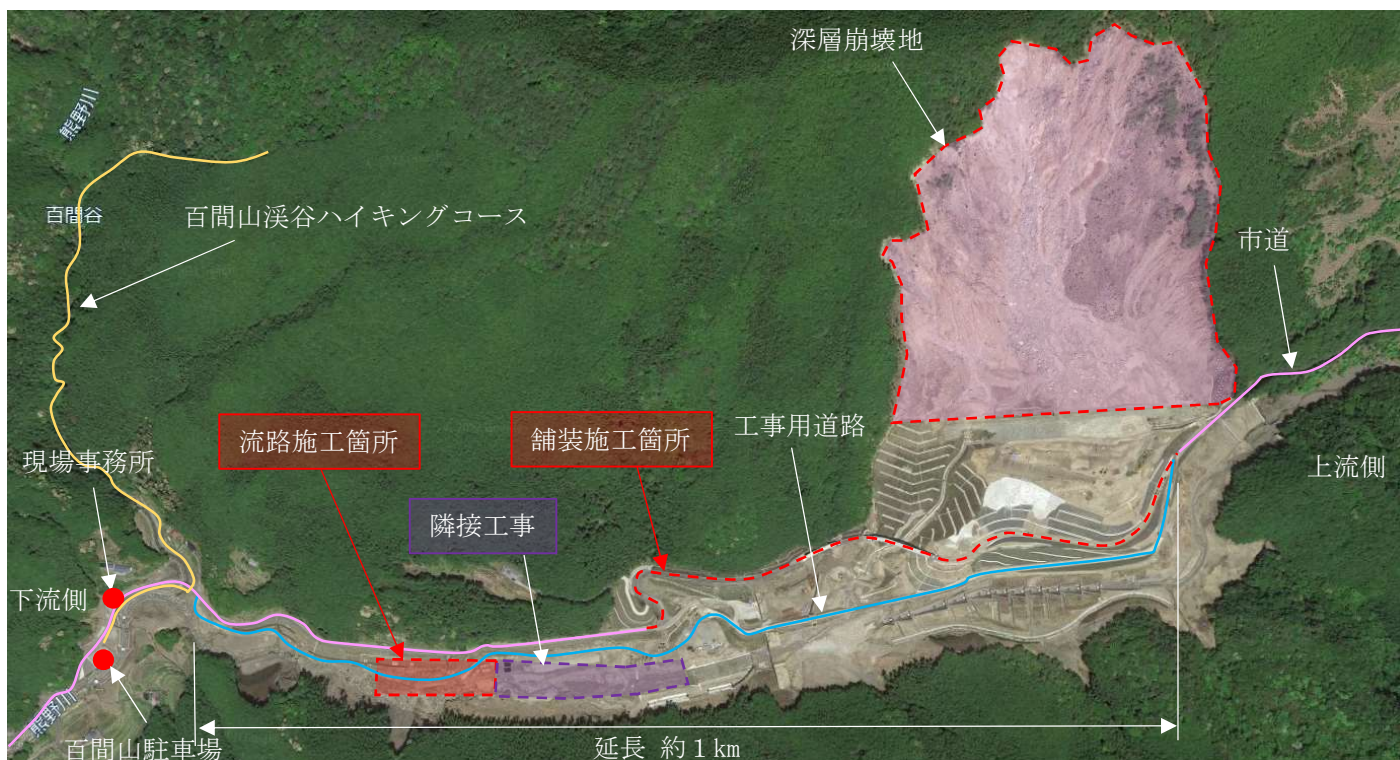 深層崩壊地
熊野川
百間谷
百間山渓谷ハイキングコース
市道
流路施工箇所
舗装施工箇所
工事用道路
現場事務所
上流側
隣接工事
下流側
熊野川
百間山駐車場
延長 約1km